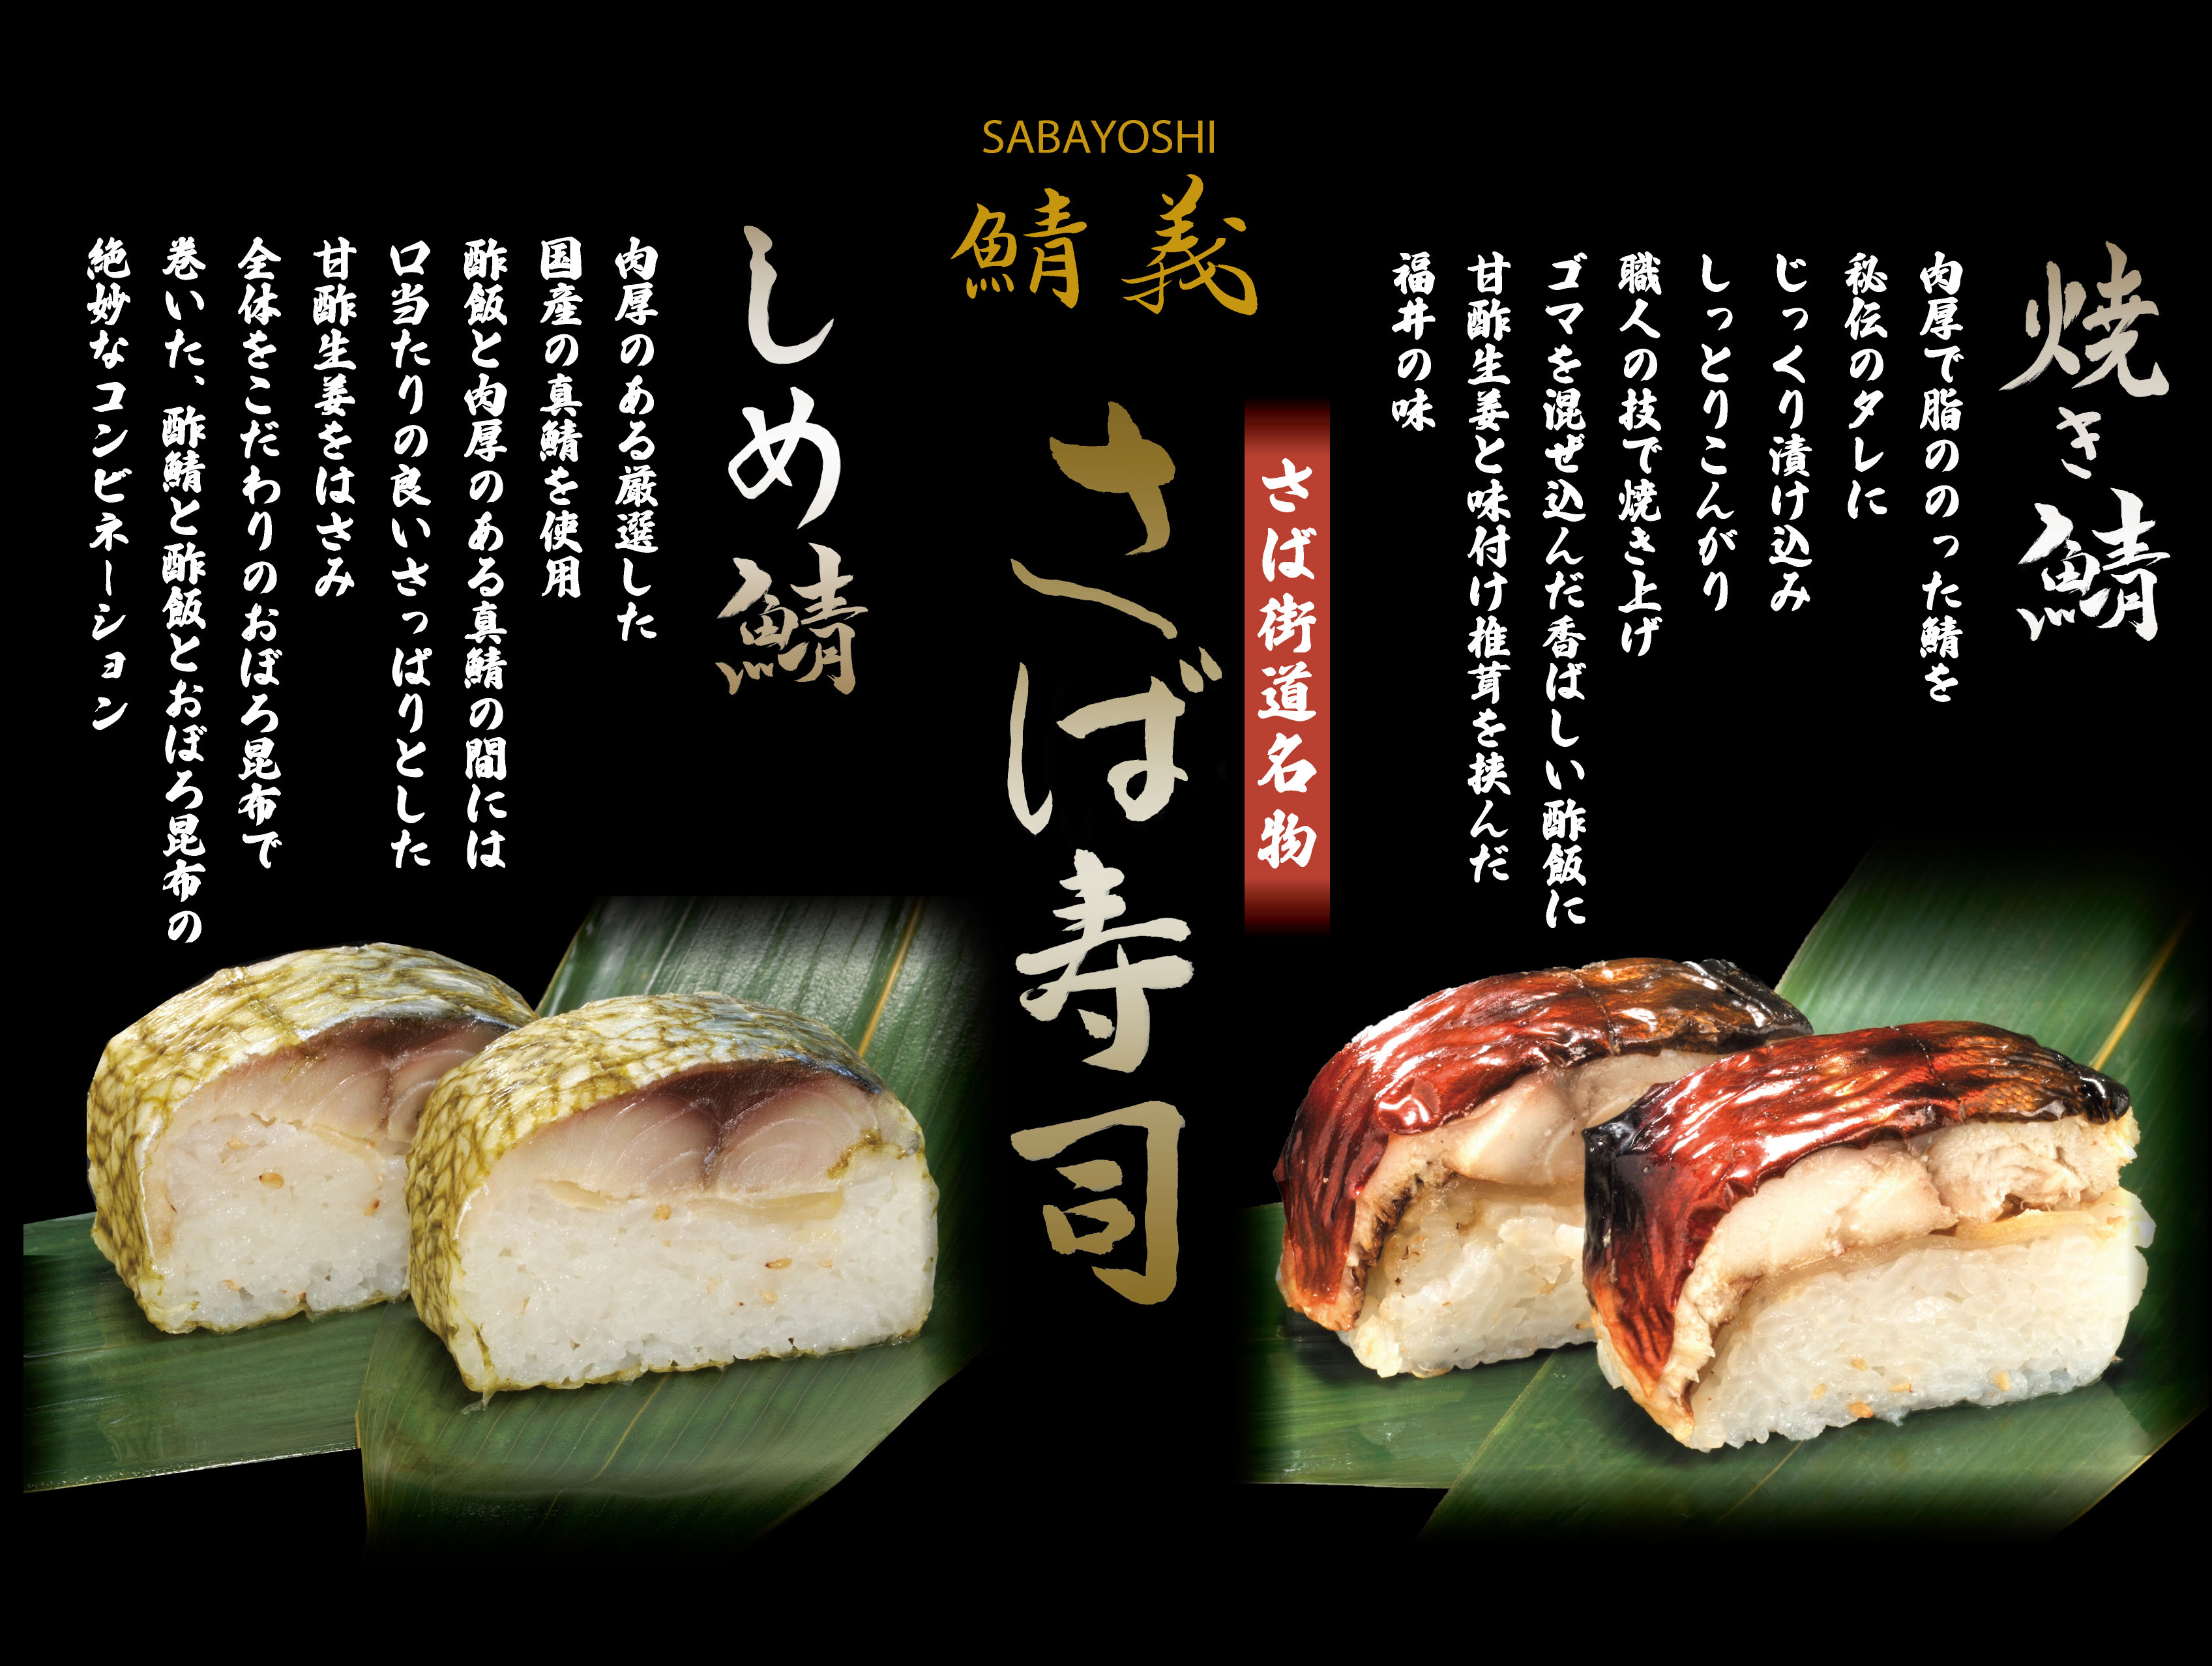 SABAYOSHI
鯖義
焼き鯖
肉厚で脂ののった鯖を
秘伝のタレに
じっくり漬け込み
しっとりこんがり
職人の技で焼き上げ
ゴマを混ぜ込んだ香ばしい酢飯に
甘酢生姜と味付け椎茸を挟んだ
福井の味
さば街道名物
さば寿司
しめ鯖
肉厚のある厳選した
国産の真鯖を使用
酢飯と肉厚のある真鯖の間には
口当たりの良いさっぱりとした
甘酢生姜をはさみ
全体をこだわりのおぼろ昆布で
巻いた、酢鯖と酢飯とおぼろ昆布の
絶妙なコンビネーション